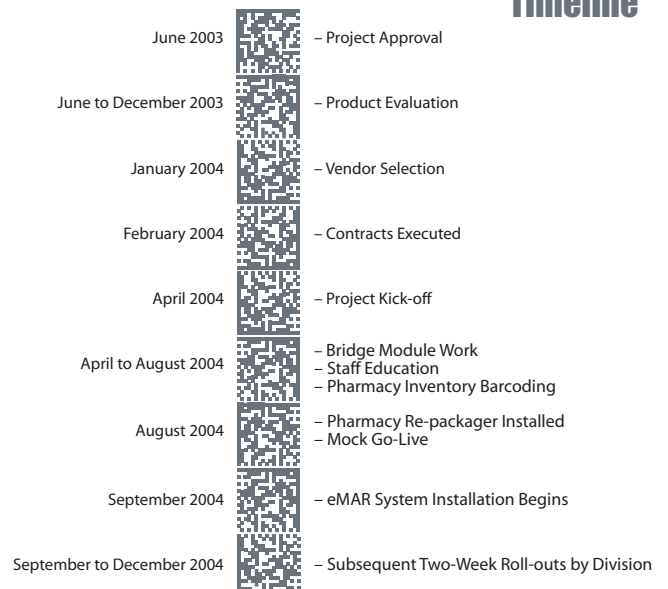 Timeline
June 2003 – Project Approval
June to December 2003 – Product Evaluation
January 2004 – Vendor Selection
February 2004 – Contracts Executed
April 2004 – Project Kick-off
April to August 2004 – Bridge Module Work
– Staff Education
– Pharmacy Inventory Barcoding
August 2004 – Pharmacy Re-packager Installed
– Mock Go-Live
September 2004 – eMAR System Installation Begins
September to December 2004 – Subsequent Two-Week Roll-outs by Division